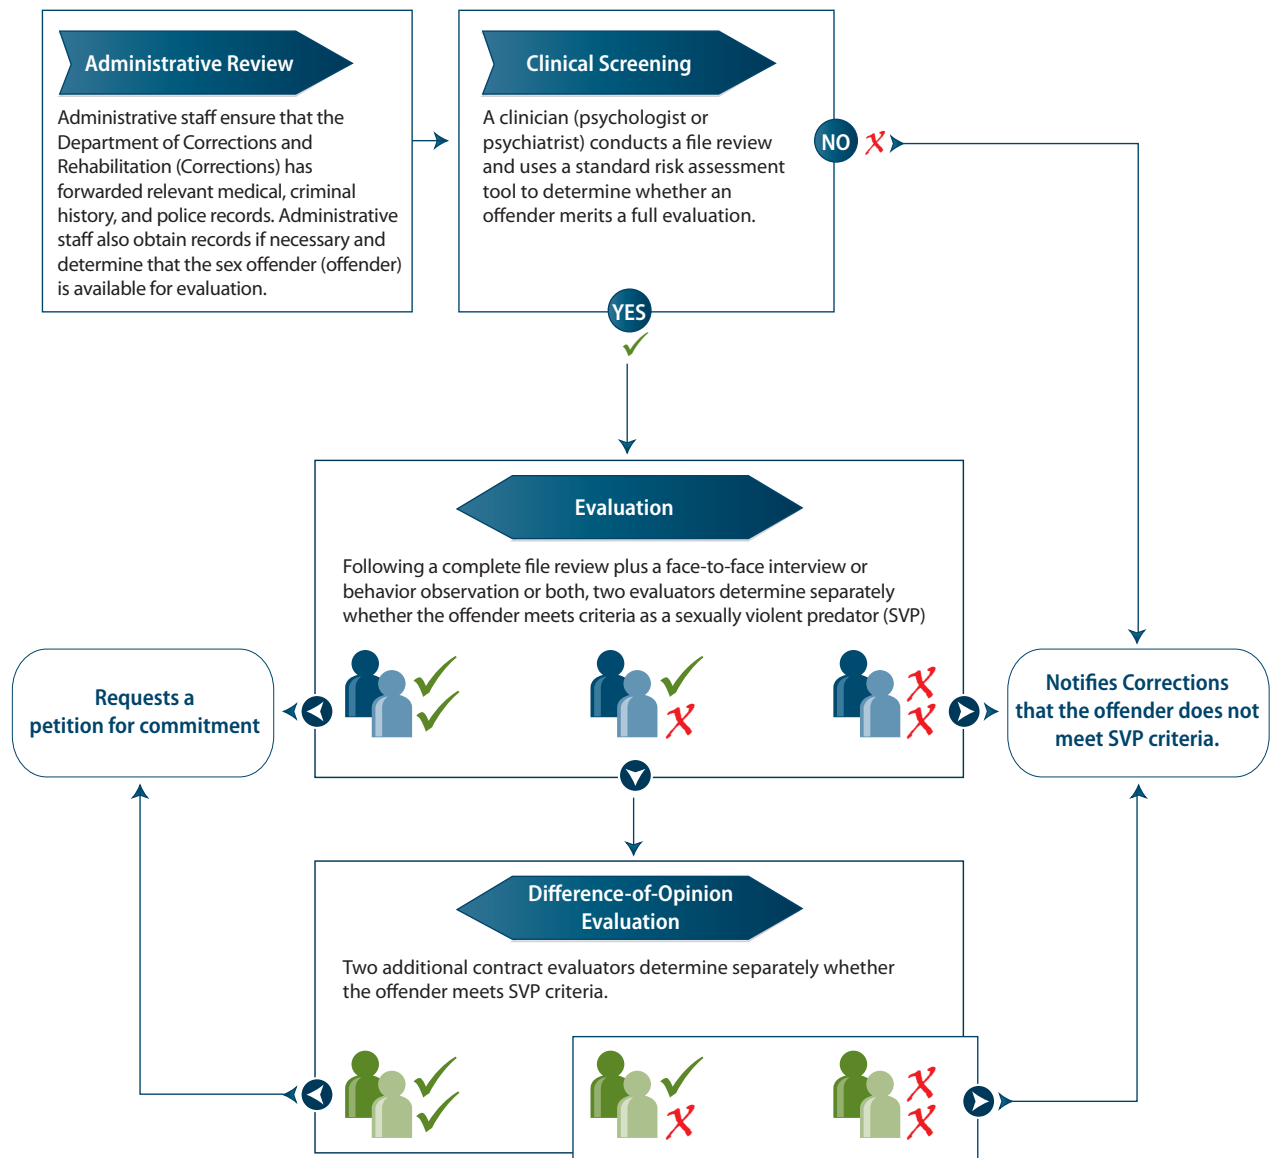 Administrative Review
Administrative staff ensure that the
Department of Corrections and
Rehabilitation (Corrections) has
forwarded relevant medical, criminal
history, and police records. Administrative
staff also obtain records if necessary and
determine that the sex offender (offender)
is available for evaluation.
Clinical Screening
A clinician (psychologist or
psychiatrist) conducts a file review
and uses a standard risk assessment
tool to determine whether an
offender merits a full evaluation.
NO
YES
Evaluation
Following a complete file review plus a face-to-face interview or
behavior observation or both, two evaluators determine separately
whether the offender meets criteria as a sexually violent predator (SVP)
Requests a
petition for commitment
Notifies Corrections
that the offender does not
meet SVP criteria.
Difference-of-Opinion
Evaluation
Two additional contract evaluators determine separately whether
the offender meets SVP criteria.